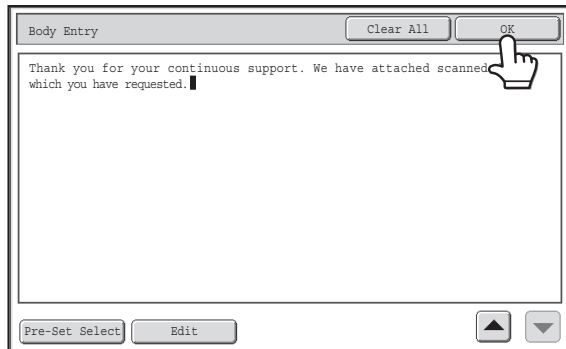 Body Entry
Clear All
OK
Thank you for your continuous support. We have attached scanned
which you have requested.
Pre-Set Select
Edit